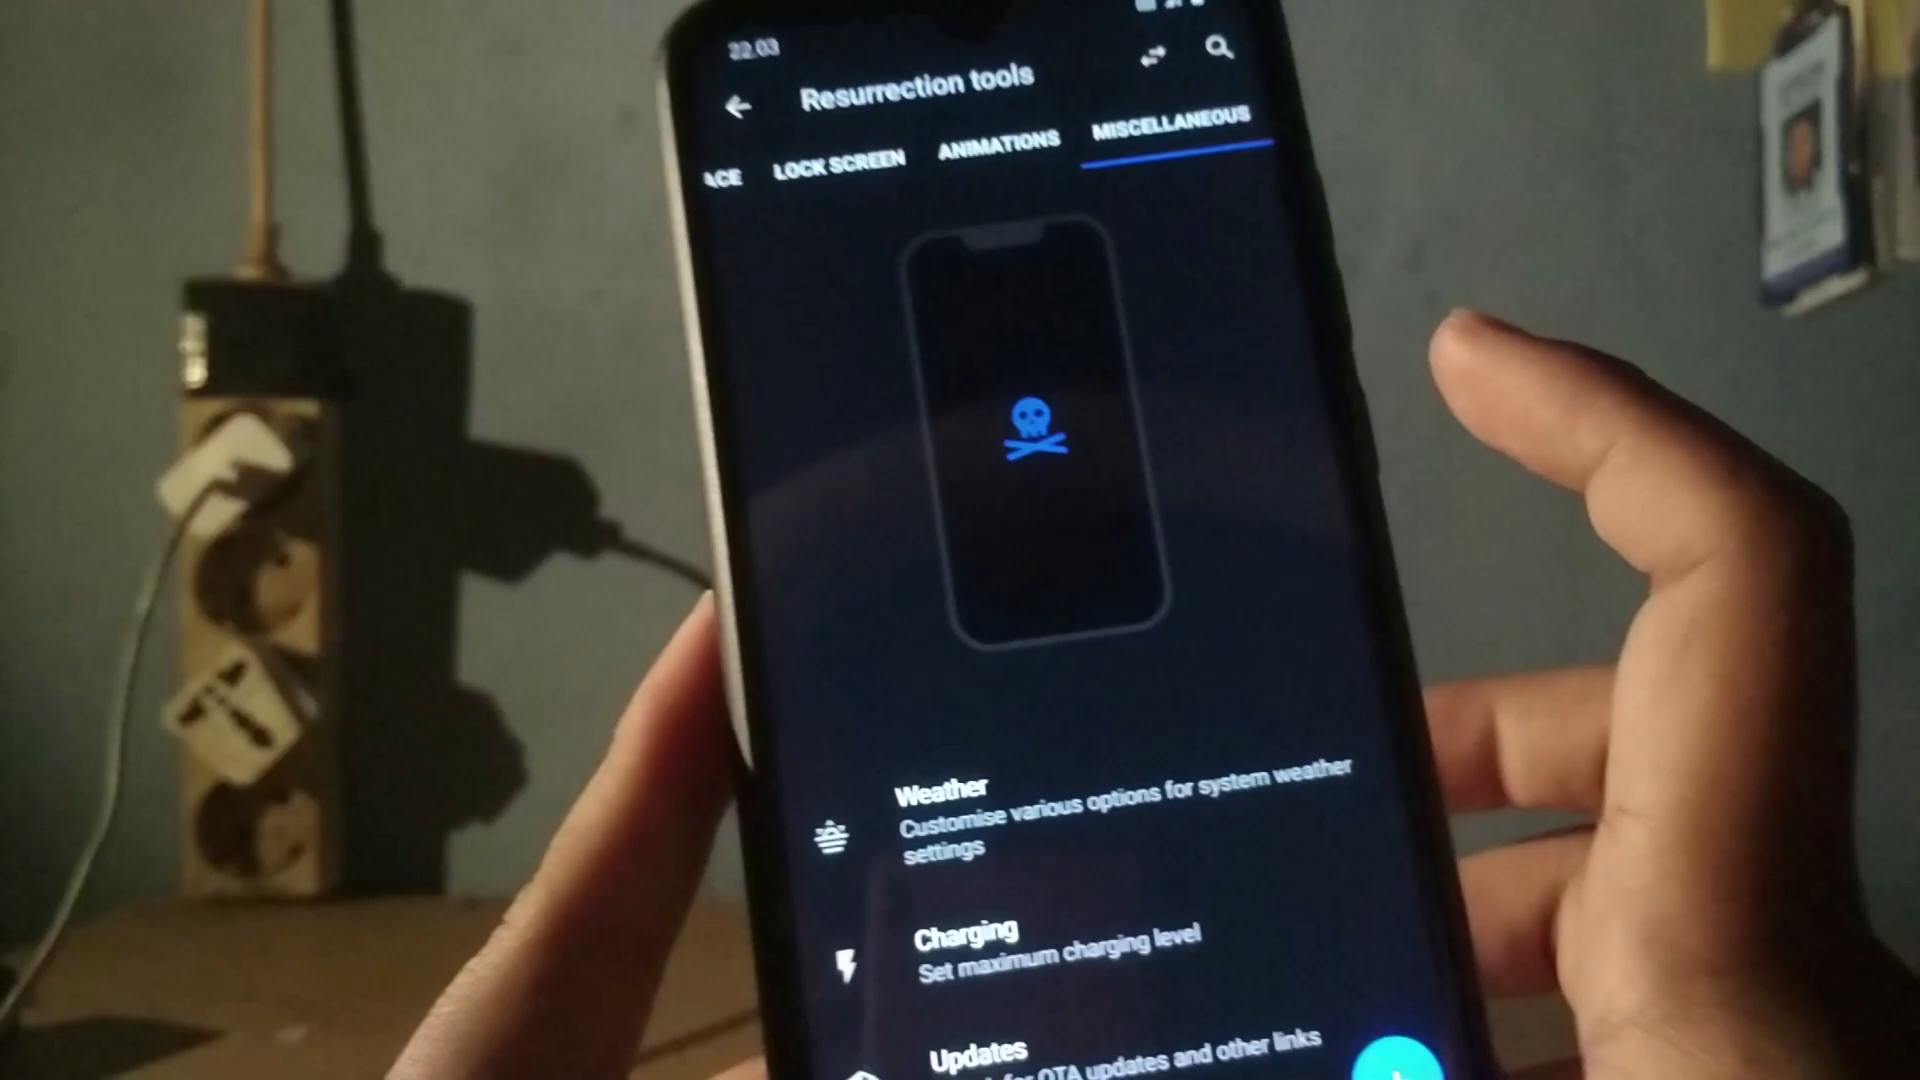 22.03
Resurrection tools
ACE LOCK SCREEN ANIMATIONS MISCELLANEOUS
Weather
Customise various options for system weather
settings
Charging
Set maximum charging level
Updates
for OTA updates and other links